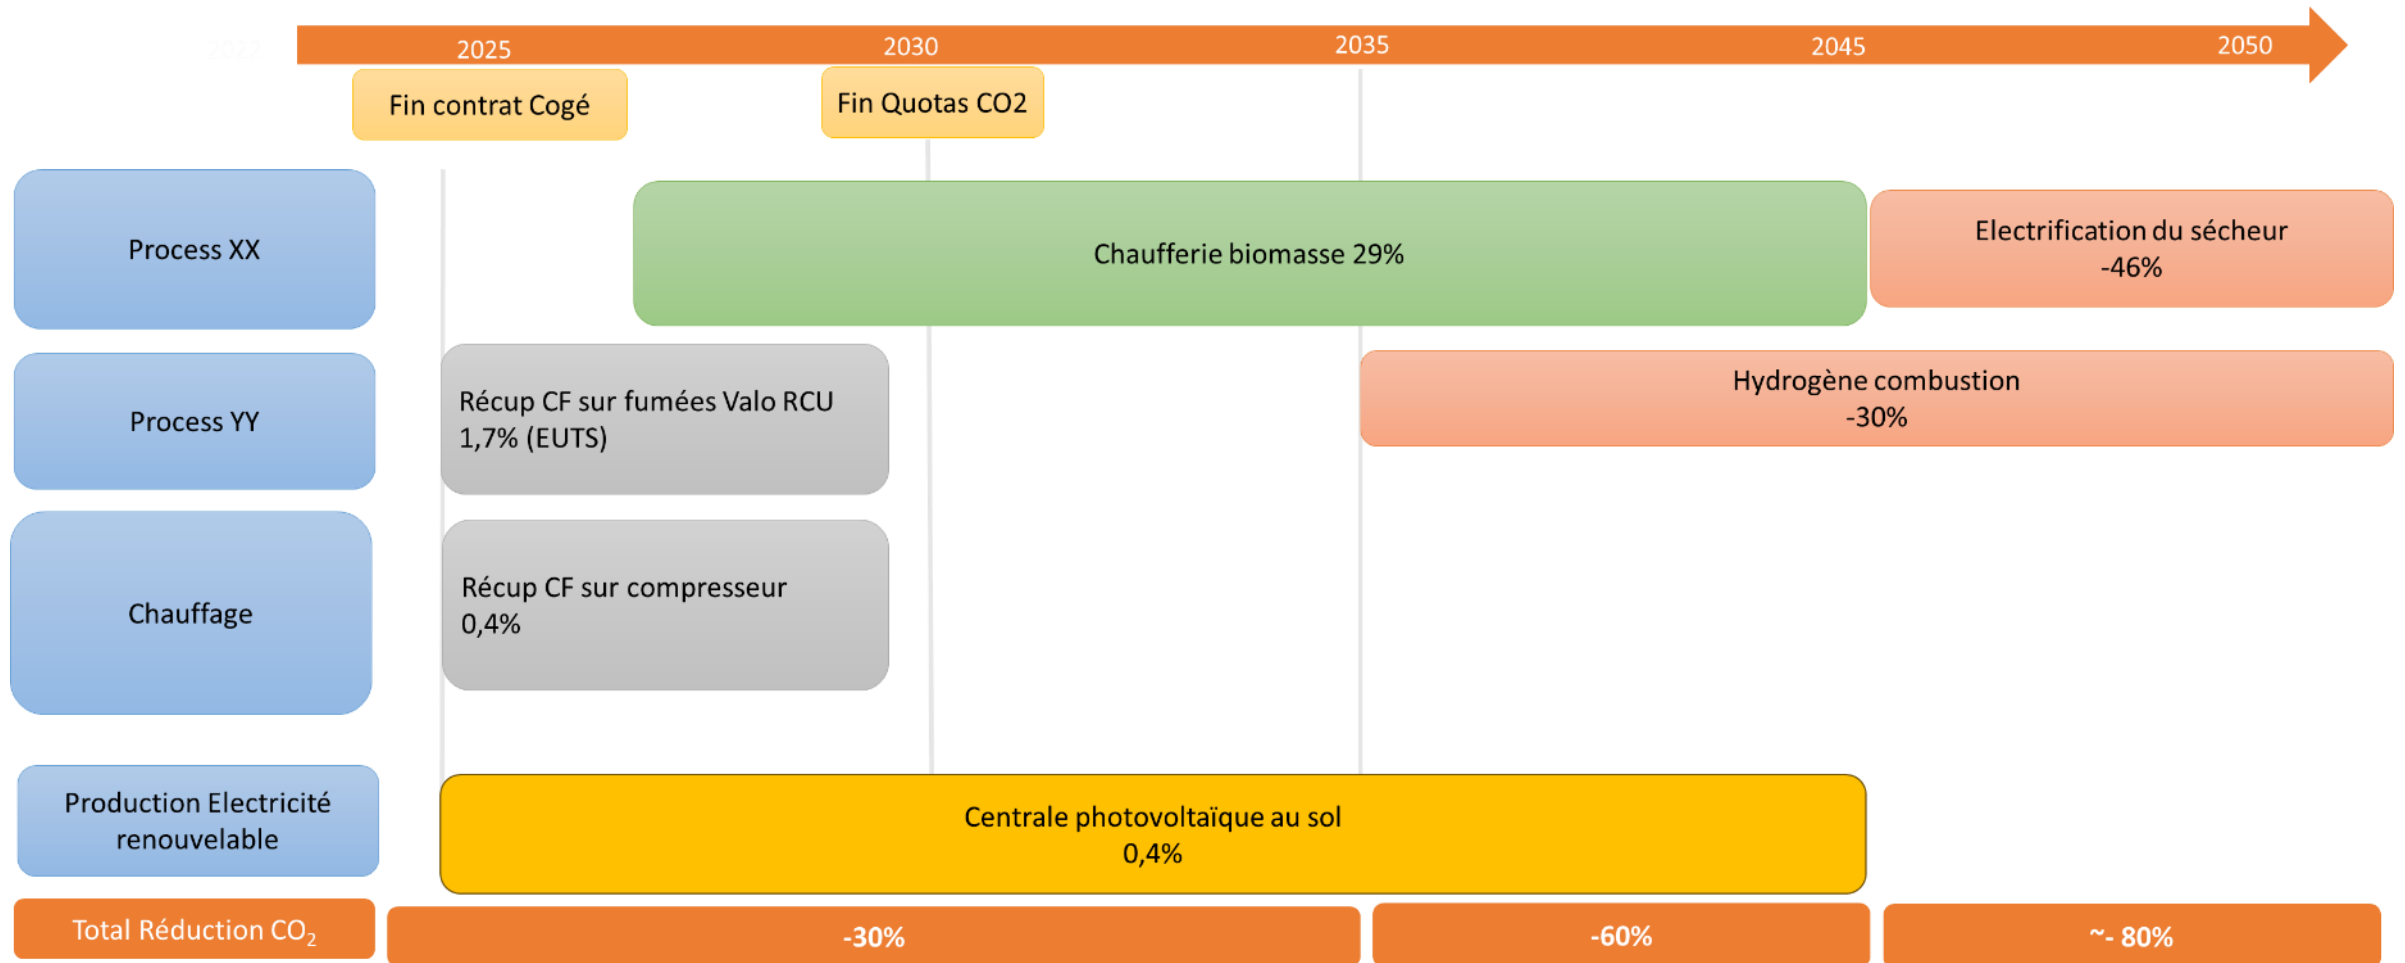 2022
2025
2030
2035
2045
2050
Fin contrat Cogé
Fin Quotas CO2
Process XX
Chaufferie biomasse 29%
Electrification du sécheur
-46%
Process YY
Récup CF sur fumées Valo RCU
1,7% (EUTS)
Hydrogène combustion
-30%
Chauffage
Récup CF sur compresseur
0,4%
Production Electricité
renouvelable
Centrale photovoltaïque au sol
0,4%
Total Réduction CO₂
-30%
-60%
~- 80%